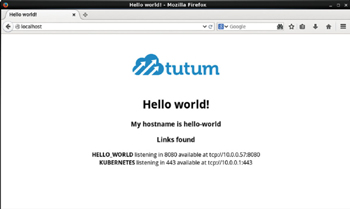 Hello world! - Mozilla Firefox
Hello world!
localhost
Google
tutum
Hello world!
My hostname is hello-world
Links found
HELLO_WORLD listening in 8080 available at tcp://10.0.0.57:8080
KUBERNETES listening in 443 available at tcp://10.0.0.1:443